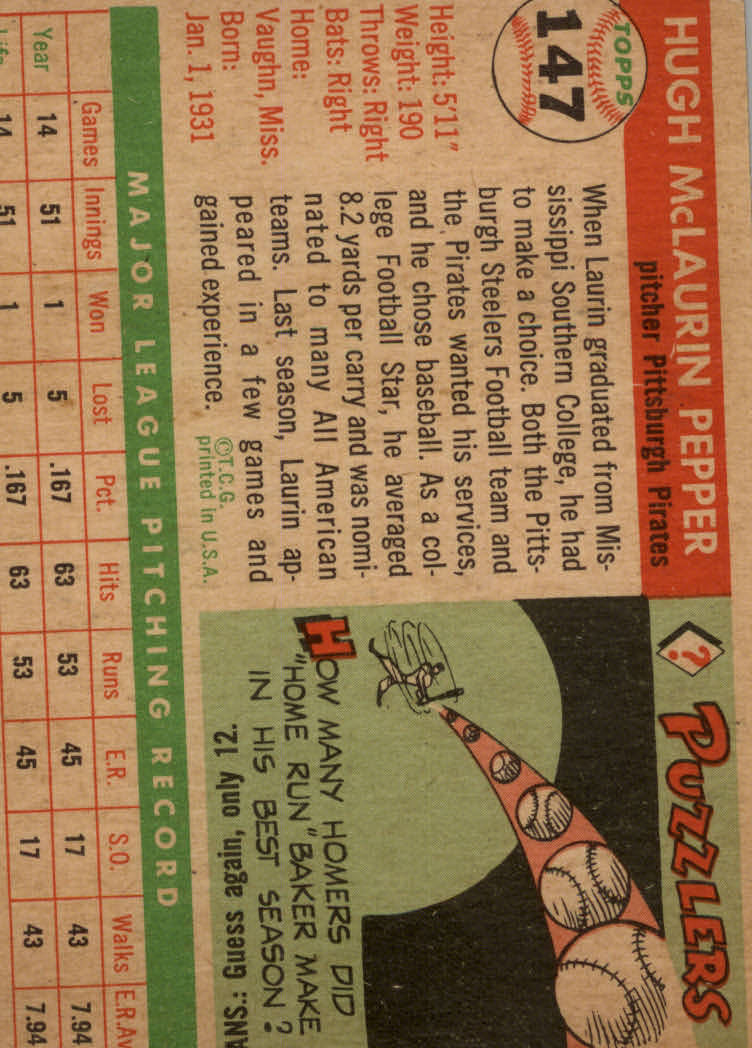 HUGH McLAURIN PEPPER
pitcher Pittsburgh Pirates
TOPPS
147
Height: 5'11"
Weight: 190
Throws: Right
Bats: Right
Home:
Vaughn, Miss.
Born:
Jan. 1, 1931
When Laurin graduated from Mis-
sissippi Southern College, he had
to make a choice. Both the Pitts-
burgh Steelers Football team and
the Pirates wanted his services,
and he chose baseball. As a col-
lege Football Star, he averaged
8.2 yards per carry and was nomi-
nated to many All American
teams. Last season, Laurin ap-
peared in a few games and
gained experience.
©T.C.G.
printed in U.S.A.
? PUZZLERS
HOW MANY HOMERS DID
"HOME RUN" BAKER MAKE
IN HIS BEST SEASON?
ANS.: Guess again, only 12.
MAJOR LEAGUE PITCHING RECORD
Games Innings Won Lost Pct. Hits Runs E.R. S.O. Walks E.R.Av
Year 14 51 1 5 .167 63 53 45 17 43 7.94
Life 14 51 1 5 .167 63 53 45 17 43 7.94